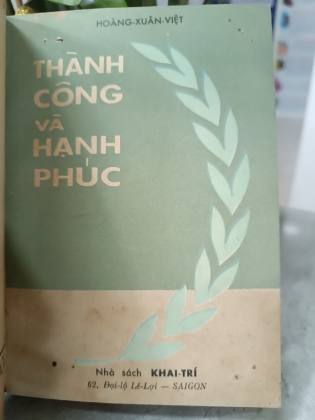 HOÀNG-XUÂN-VIỆT
THÀNH
CÔNG
VÀ
HẠNH
PHÚC
Nhà sách KHAI-TRÍ
62, Đại-lộ Lê-Lợi — SAIGON